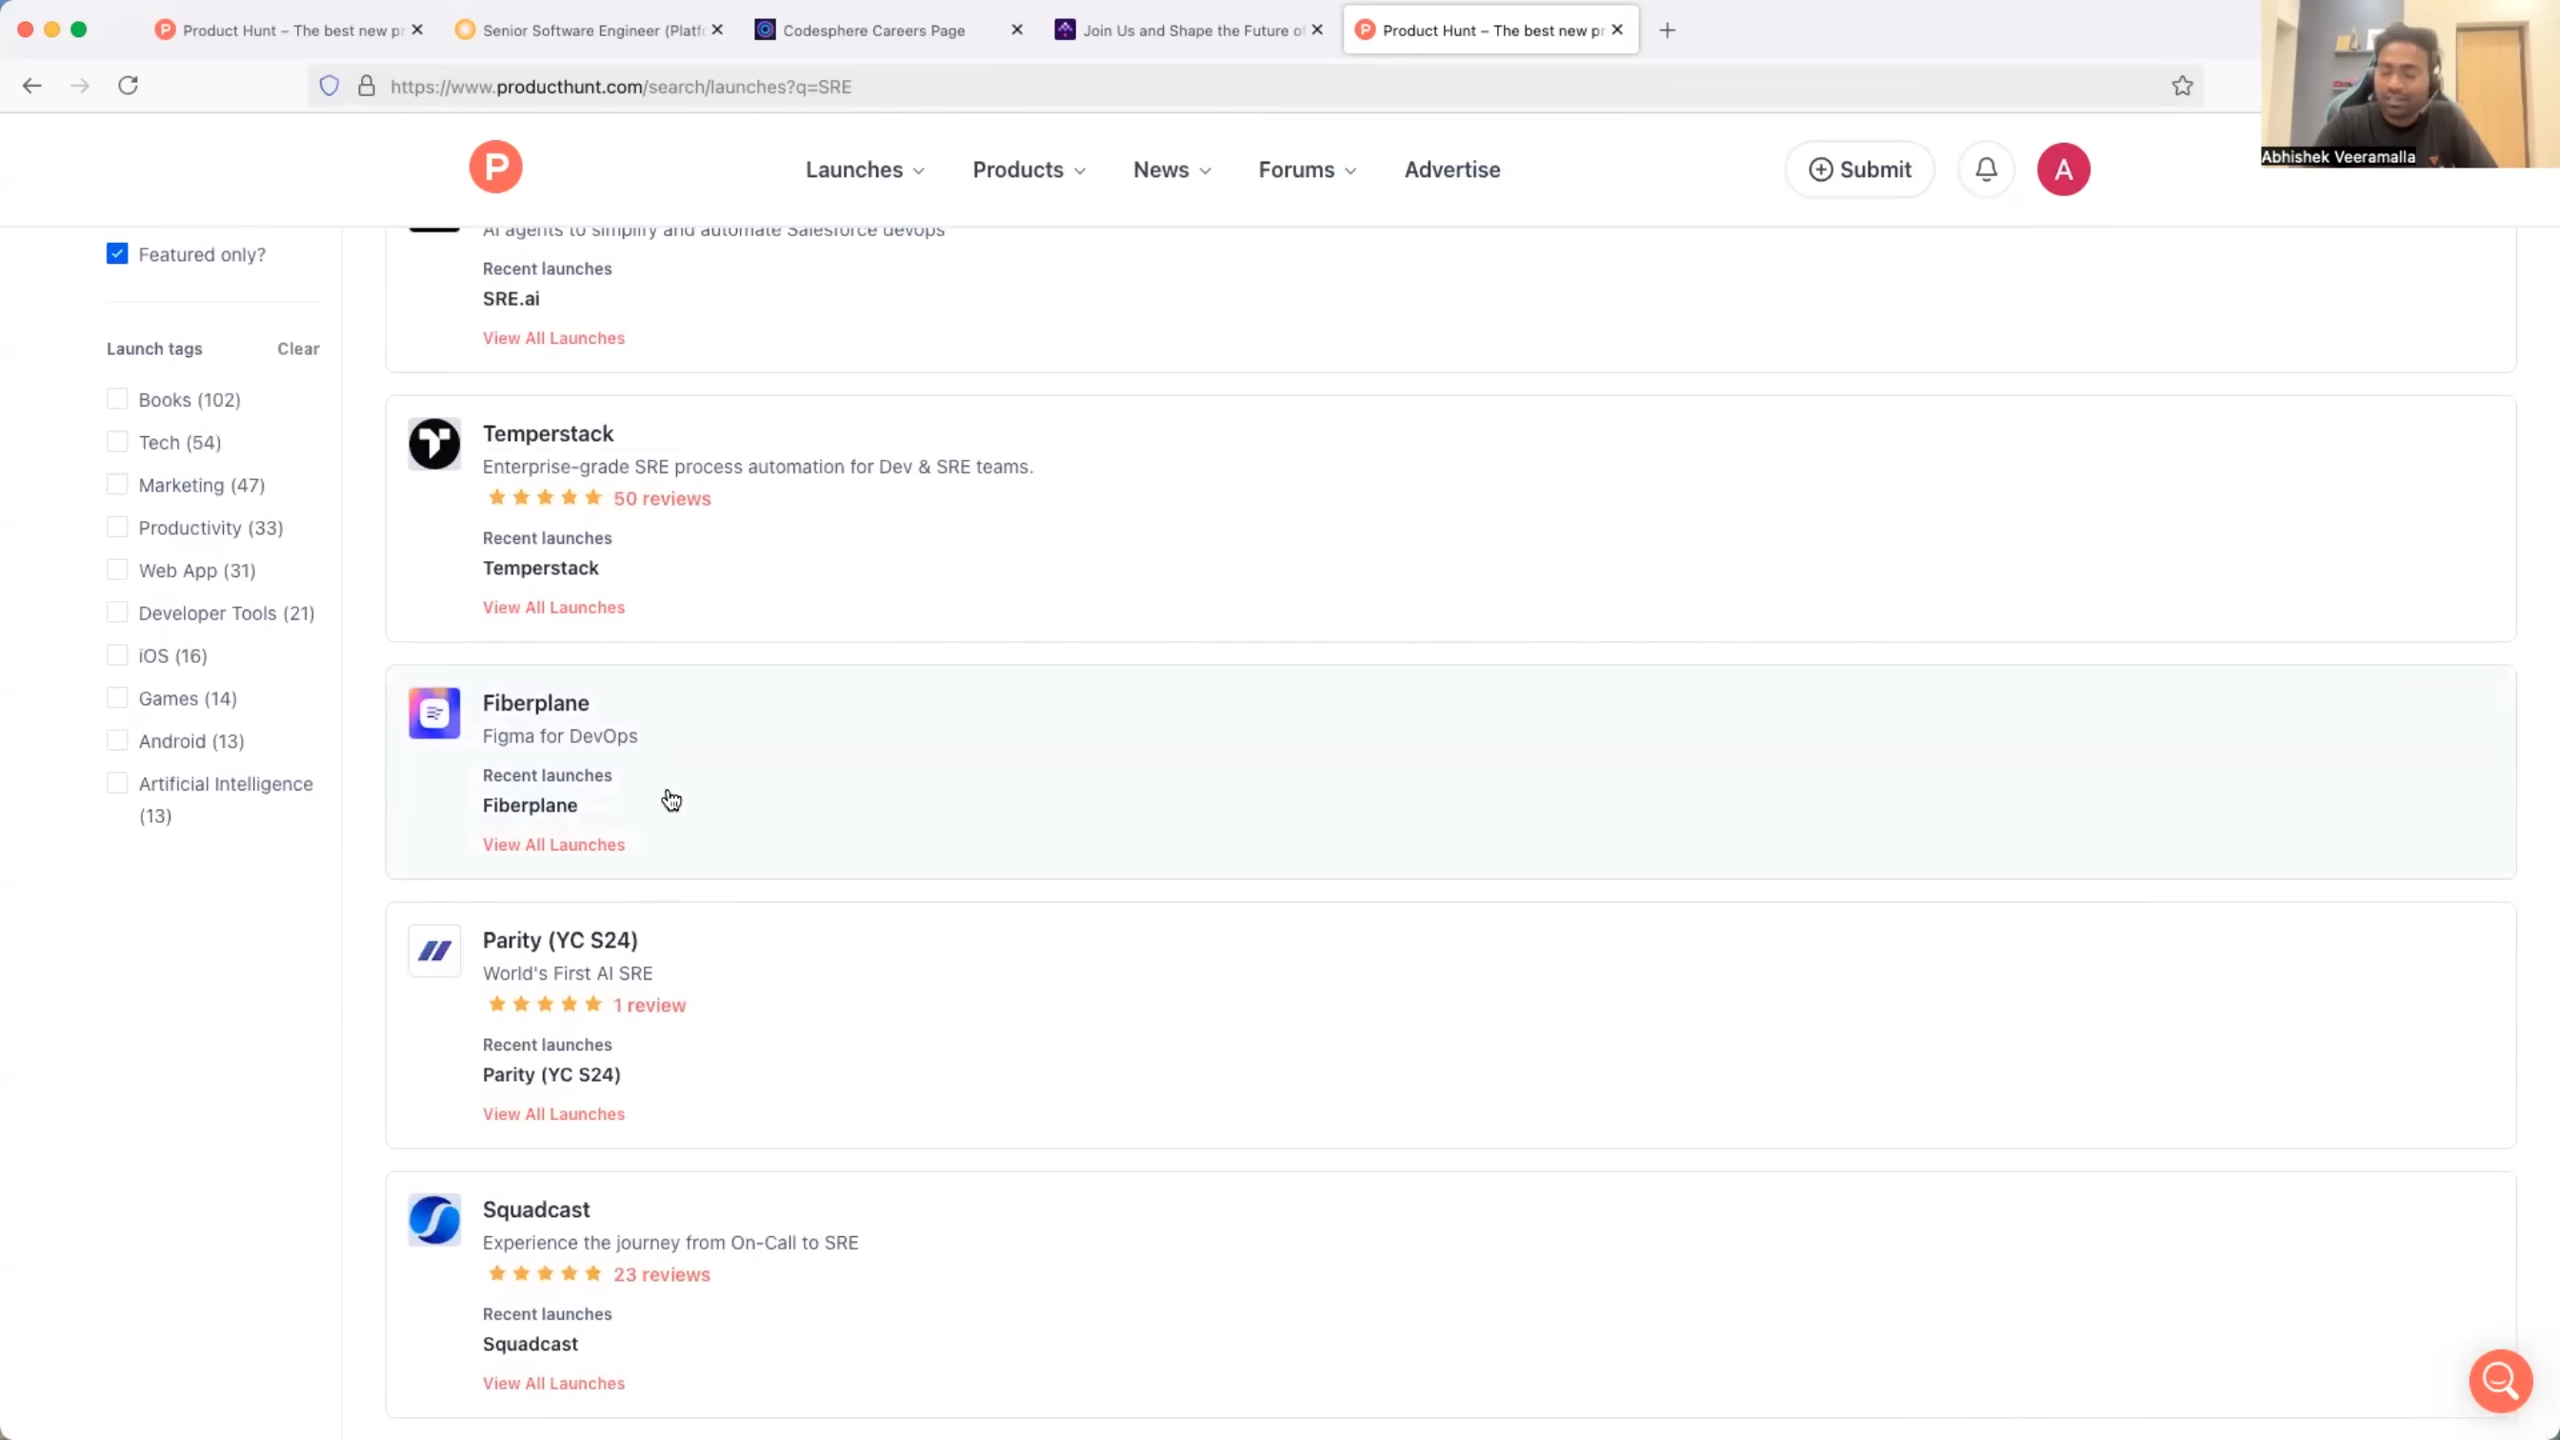 Product Hunt – The best new pr
Senior Software Engineer (Platfo
Codesphere Careers Page
Join Us and Shape the Future of
Product Hunt – The best new pr
https://www.producthunt.com/search/launches?q=SRE
Abhishek Veeramalla
P
Launches
Products
News
Forums
Advertise
Submit
A
Featured only?
Launch tags
Clear
Books (102)
Tech (54)
Marketing (47)
Productivity (33)
Web App (31)
Developer Tools (21)
iOS (16)
Games (14)
Android (13)
Artificial Intelligence
(13)
AI agents to simplify and automate Salesforce devops
Recent launches
SRE.ai
View All Launches
Temperstack
Enterprise-grade SRE process automation for Dev & SRE teams.
50 reviews
Recent launches
Temperstack
View All Launches
Fiberplane
Figma for DevOps
Recent launches
Fiberplane
View All Launches
Parity (YC S24)
World's First AI SRE
1 review
Recent launches
Parity (YC S24)
View All Launches
Squadcast
Experience the journey from On-Call to SRE
23 reviews
Recent launches
Squadcast
View All Launches